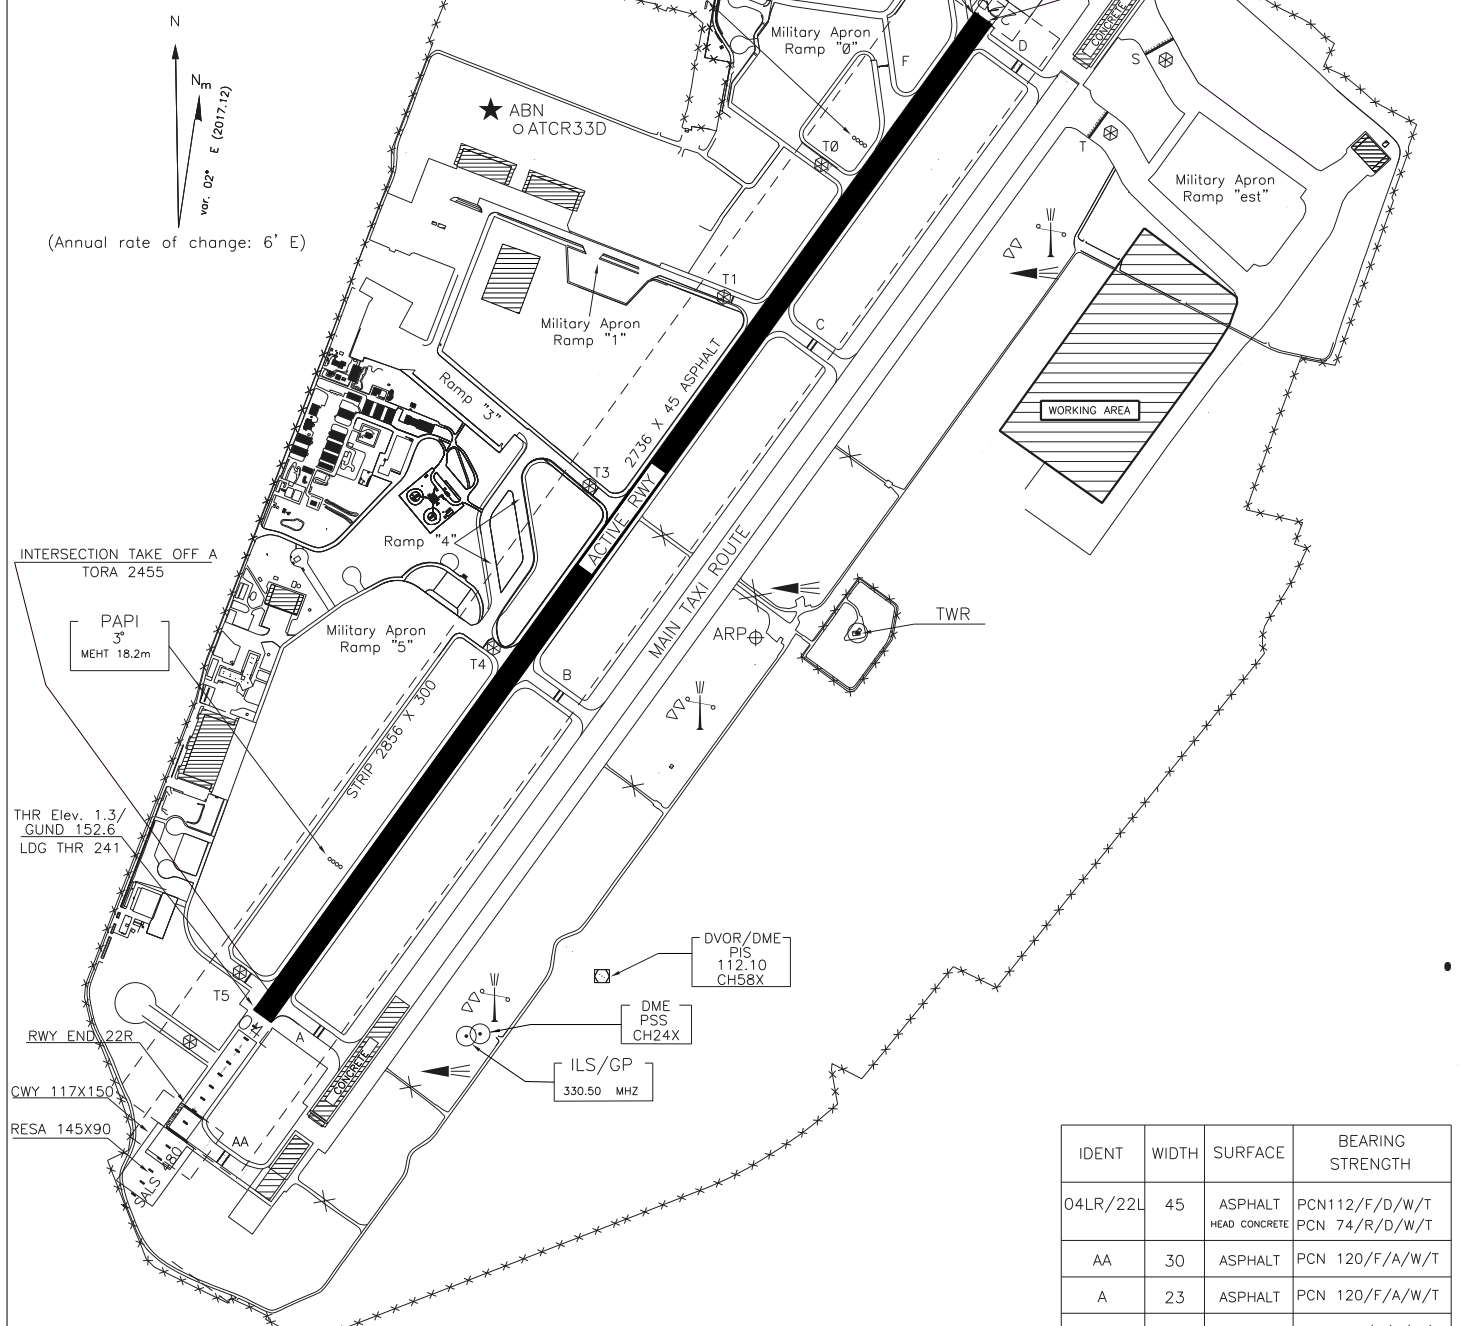 N
Nm
var. 02° E (2017.12)
(Annual rate of change: 6' E)
ABN
ATCR33D
Military Apron
Ramp "0"
F
C
D
CONCRETE
S
T
T0
Military Apron
Ramp "est"
T1
Military Apron
Ramp "1"
C
Ramp "3"
2736 X 45 ASPHALT
WORKING AREA
T3
ACTIVE RWY
Ramp "4"
MAIN TAXI ROUTE
INTERSECTION TAKE OFF A
TORA 2455
PAPI
3°
MEHT 18.2m
Military Apron
Ramp "5"
T4
B
ARP
TWR
STRIP 2856 X 300
THR Elev. 1.3/
GUND 152.6
LDG THR 241
T5
A
CONCRETE
DVOR/DME
PIS
112.10
CH58X
DME
PSS
CH24X
ILS/GP
330.50 MHZ
RWY END 22R
CWY 117X150
RESA 145X90
AA
SALS 480
IDENT WIDTH SURFACE BEARING
STRENGTH
04LR/22L 45 ASPHALT PCN112/F/D/W/T
HEAD CONCRETE PCN 74/R/D/W/T
AA 30 ASPHALT PCN 120/F/A/W/T
A 23 ASPHALT PCN 120/F/A/W/T